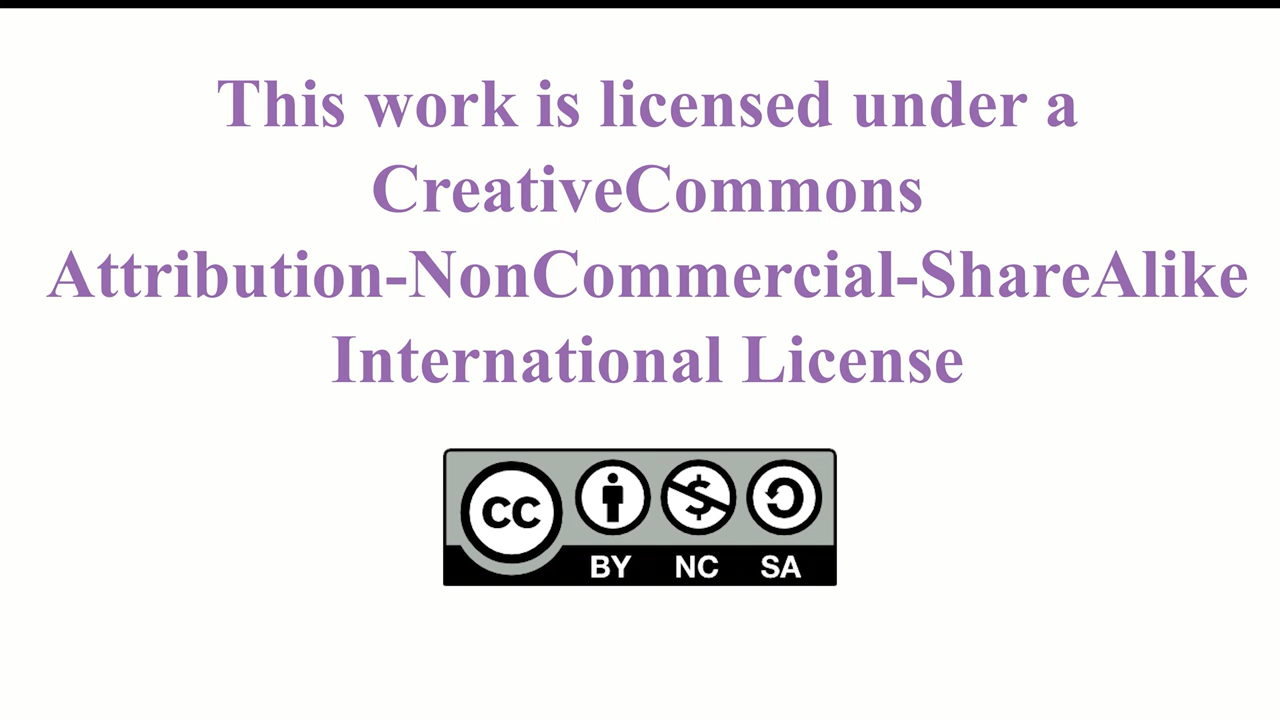 This work is licensed under a
CreativeCommons
Attribution-NonCommercial-ShareAlike
International License
CC
BY NC SA